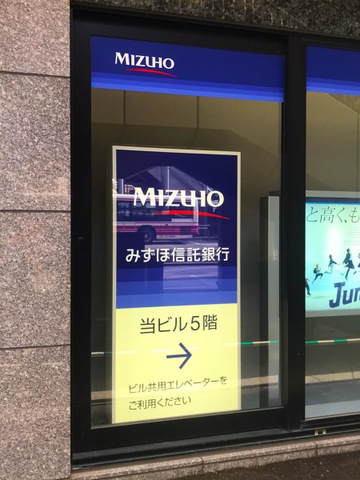 MIZUHO
MIZUHO
みずほ信託銀行
当ビル5階
→
ビル共用エレベーターを
ご利用ください
と高く、も
Jun